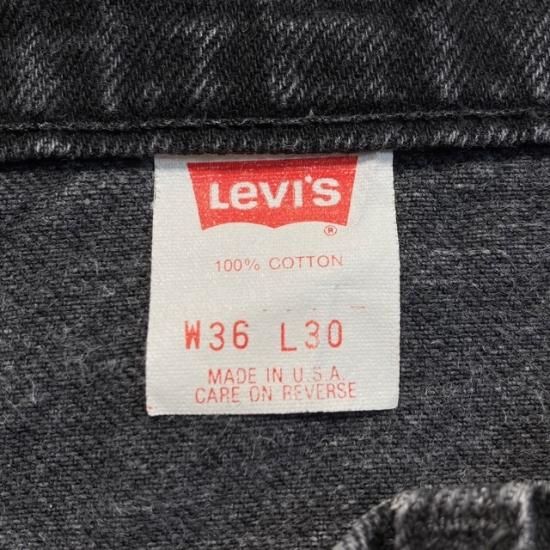 Levi's
®
100% COTTON
W36 L30
MADE IN U.S.A.
CARE ON REVERSE